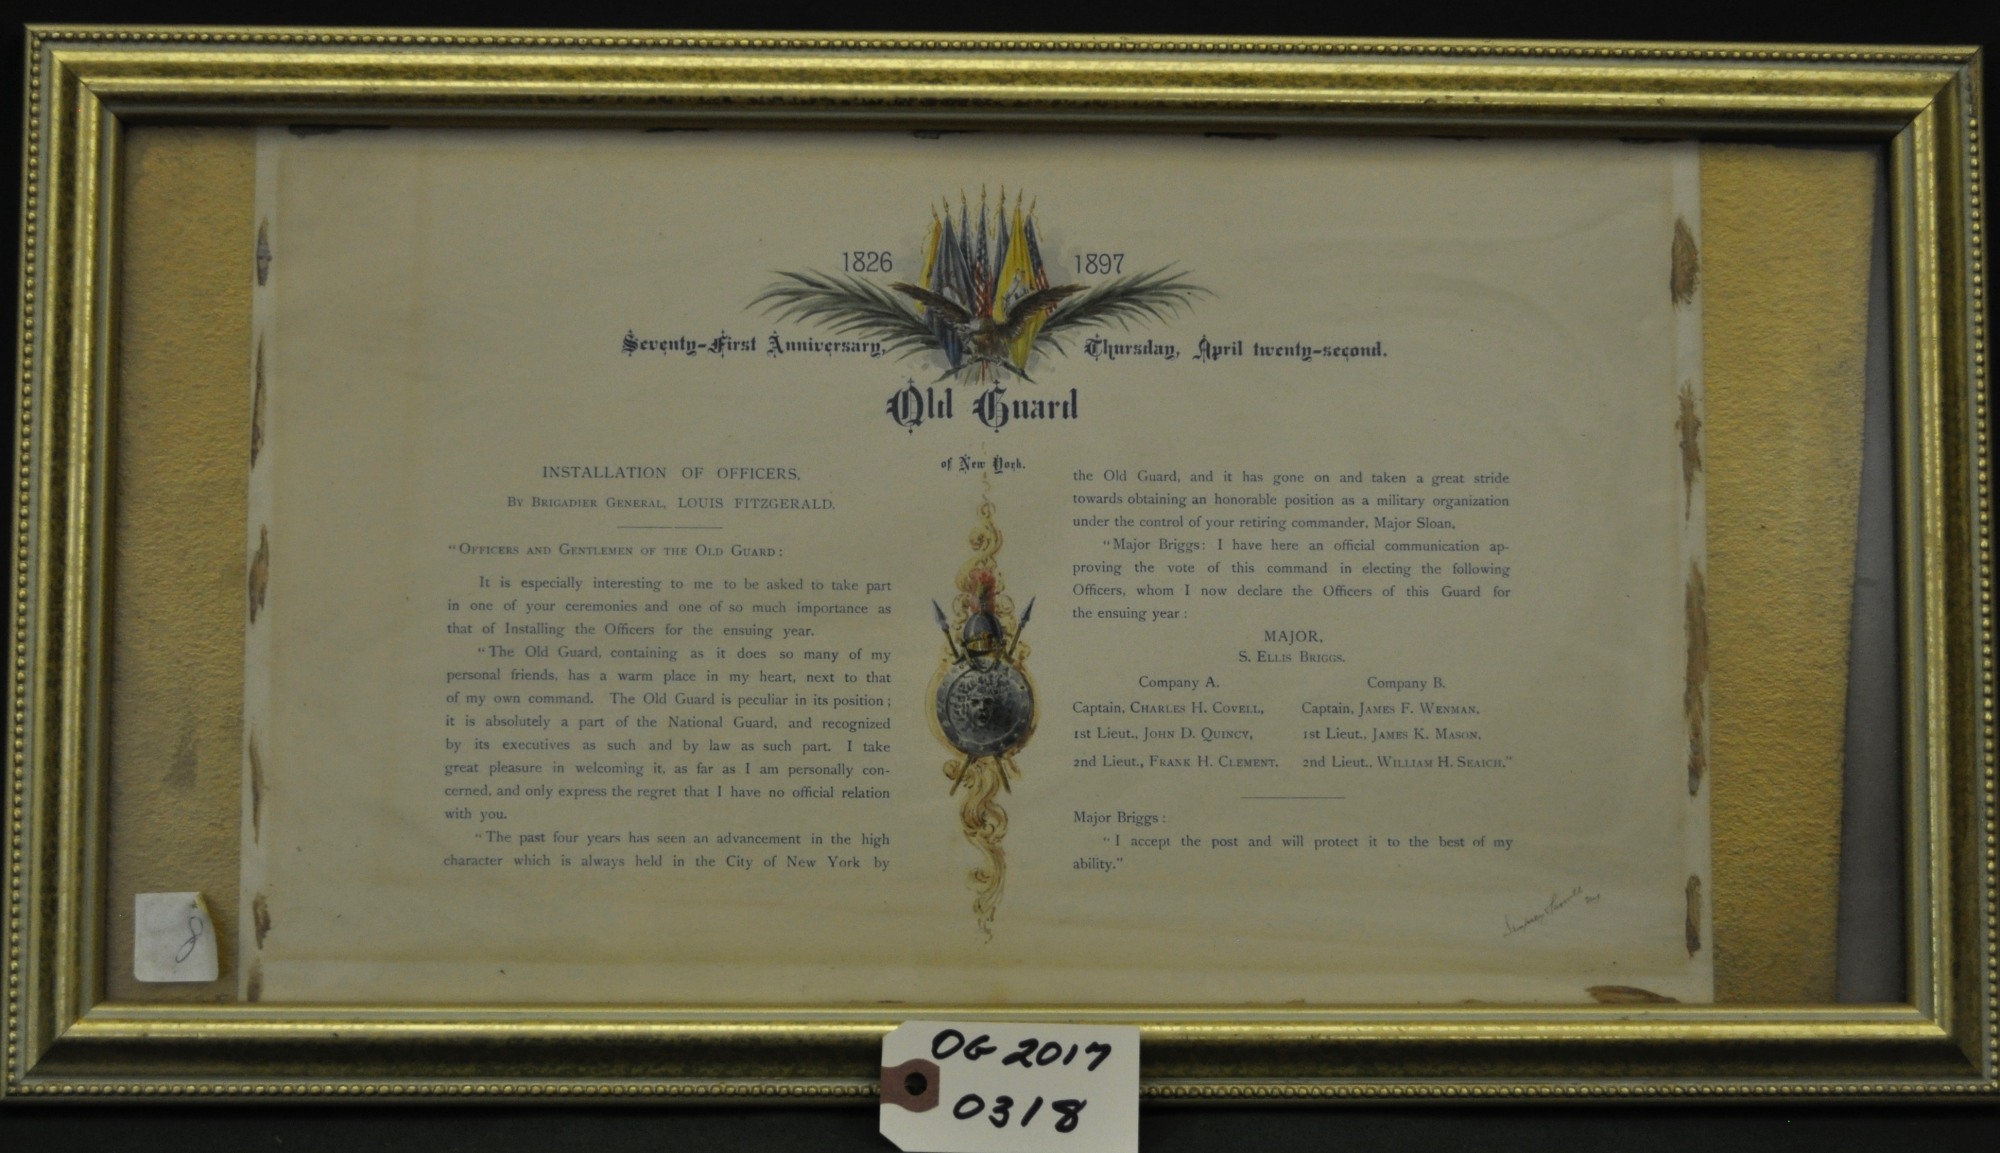 1826 1897
Seventy-First Anniversary, Thursday, April twenty-second.
Old Guard
of New York.
INSTALLATION OF OFFICERS,
By Brigadier General, LOUIS FITZGERALD.
"Officers and Gentlemen of the Old Guard:
It is especially interesting to me to be asked to take part
in one of your ceremonies and one of so much importance as
that of Installing the Officers for the ensuing year.
"The Old Guard, containing as it does so many of my
personal friends, has a warm place in my heart, next to that
of my own command. The Old Guard is peculiar in its position;
it is absolutely a part of the National Guard, and recognized
by its executives as such and by law as such part. I take
great pleasure in welcoming it, as far as I am personally con-
cerned, and only express the regret that I have no official relation
with you.
"The past four years has seen an advancement in the high
character which is always held in the City of New York by
the Old Guard, and it has gone on and taken a great stride
towards obtaining an honorable position as a military organization
under the control of your retiring commander, Major Sloan.
"Major Briggs: I have here an official communication ap-
proving the vote of this command in electing the following
Officers, whom I now declare the Officers of this Guard for
the ensuing year:
MAJOR,
S. Ellis Briggs.
Company A. Company B.
Captain, Charles H. Covell, Captain, James F. Wenman,
1st Lieut., John D. Quincy, 1st Lieut., James K. Mason,
2nd Lieut., Frank H. Clement, 2nd Lieut., William H. Seaich."
Major Briggs:
"I accept the post and will protect it to the best of my
ability."
8
OG 2017
0318